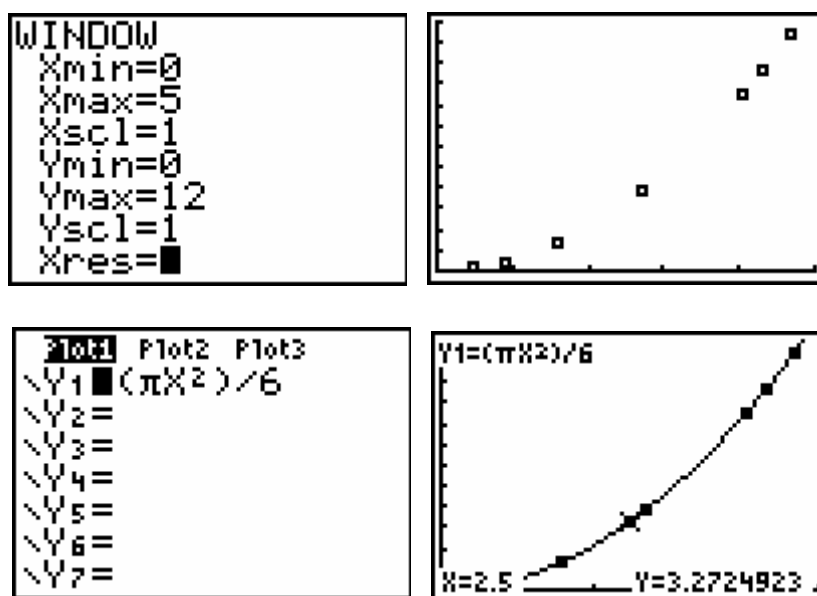 WINDOW
Xmin=0
Xmax=5
Xscl=1
Ymin=0
Ymax=12
Yscl=1
Xres=
Plot1 Plot2 Plot3
\Y1=(πX²)/6
\Y2=
\Y3=
\Y4=
\Y5=
\Y6=
\Y7=
Y1=(πX²)/6
X=2.5 Y=3.2724923